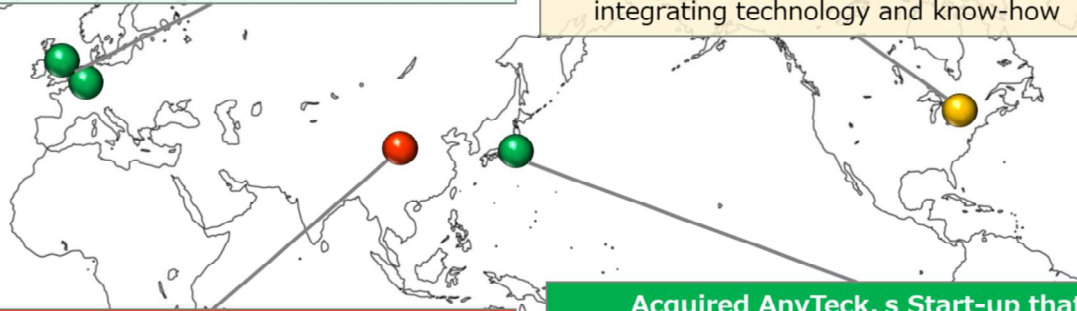 integrating technology and know-how
Acquired AnyTeck, s Start-up that